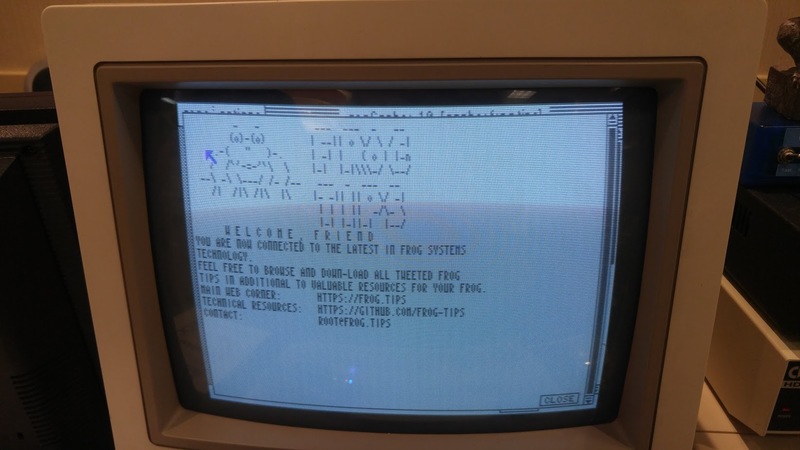 WELCOME, FRIEND
YOU ARE NOW CONNECTED TO THE LATEST IN FROG SYSTEMS
TECHNOLOGY.
FEEL FREE TO BROWSE AND DOWN-LOAD ALL TWEETED FROG
TIPS IN ADDITIONAL TO VALUABLE RESOURCES FOR YOUR FROG.
MAIN WEB CORNER: HTTPS://FROG.TIPS
TECHNICAL RESOURCES: HTTPS://GITHUB.COM/FROG-TIPS
CONTACT: ROOT@FROG.TIPS
CLOSE